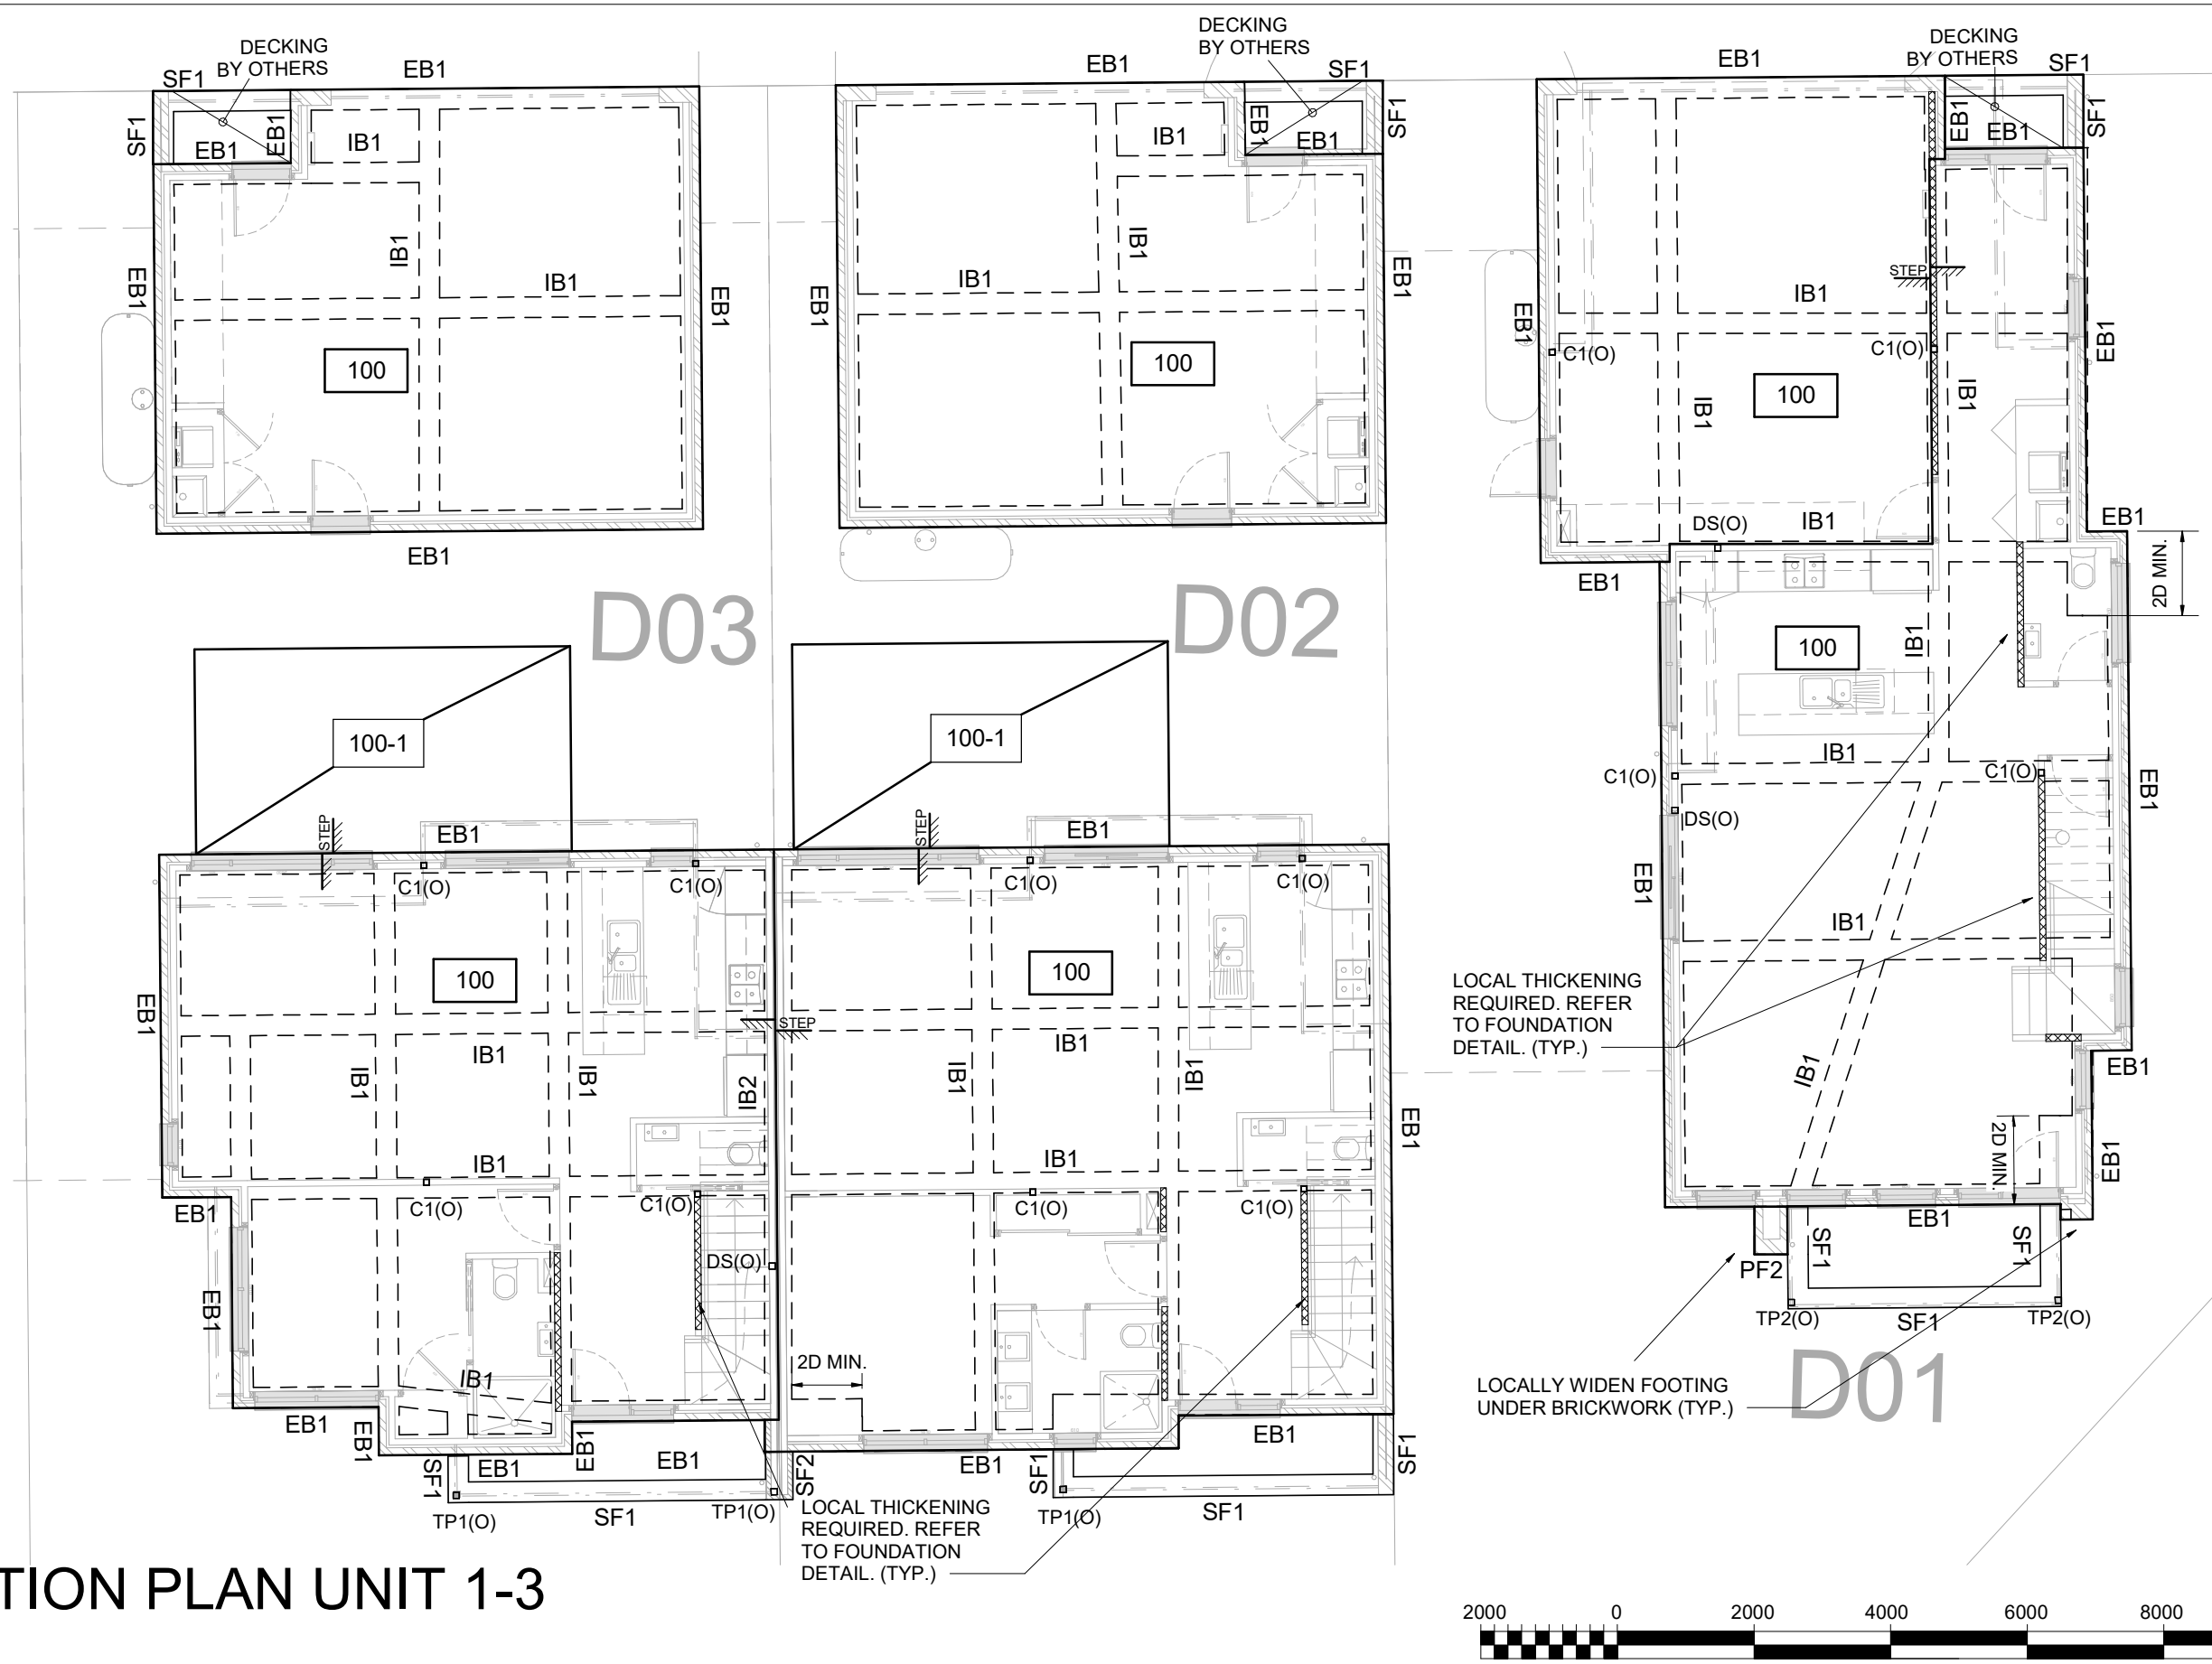 DECKING
BY OTHERS
SF1
EB1
SF1
EB1
EB1
IB1
IB1
IB1
EB1
EB1
100
EB1
DECKING
BY OTHERS
EB1
SF1
SF1
EB1
EB1
IB1
IB1
IB1
EB1
EB1
100
DECKING
BY OTHERS
EB1
SF1
SF1
EB1
EB1
STEP
IB1
EB1
C1(O)
C1(O)
EB1
100
IB1
IB1
DS(O)
IB1
EB1
EB1
2D MIN.
D03
D02
100
IB1
IB1
C1(O)
C1(O)
DS(O)
EB1
EB1
IB1
100-1
100-1
STEP
EB1
STEP
EB1
C1(O)
C1(O)
C1(O)
C1(O)
100
100
EB1
STEP
IB1
IB1
IB1
IB1
IB2
IB1
IB1
EB1
IB1
IB1
EB1
C1(O)
C1(O)
C1(O)
C1(O)
DS(O)
EB1
2D MIN.
IB1
EB1
EB1
EB1
EB1
EB1
SF1
SF2
EB1
SF1
EB1
SF1
TP1(O)
SF1
TP1(O)
TP1(O)
SF1
LOCAL THICKENING
REQUIRED. REFER
TO FOUNDATION
DETAIL. (TYP.)
LOCAL THICKENING
REQUIRED. REFER
TO FOUNDATION
DETAIL. (TYP.)
IB1
EB1
2D MIN.
EB1
EB1
SF1
SF1
PF2
TP2(O)
SF1
TP2(O)
LOCALLY WIDEN FOOTING
UNDER BRICKWORK (TYP.)
D01
TION PLAN UNIT 1-3
2000 0 2000 4000 6000 8000